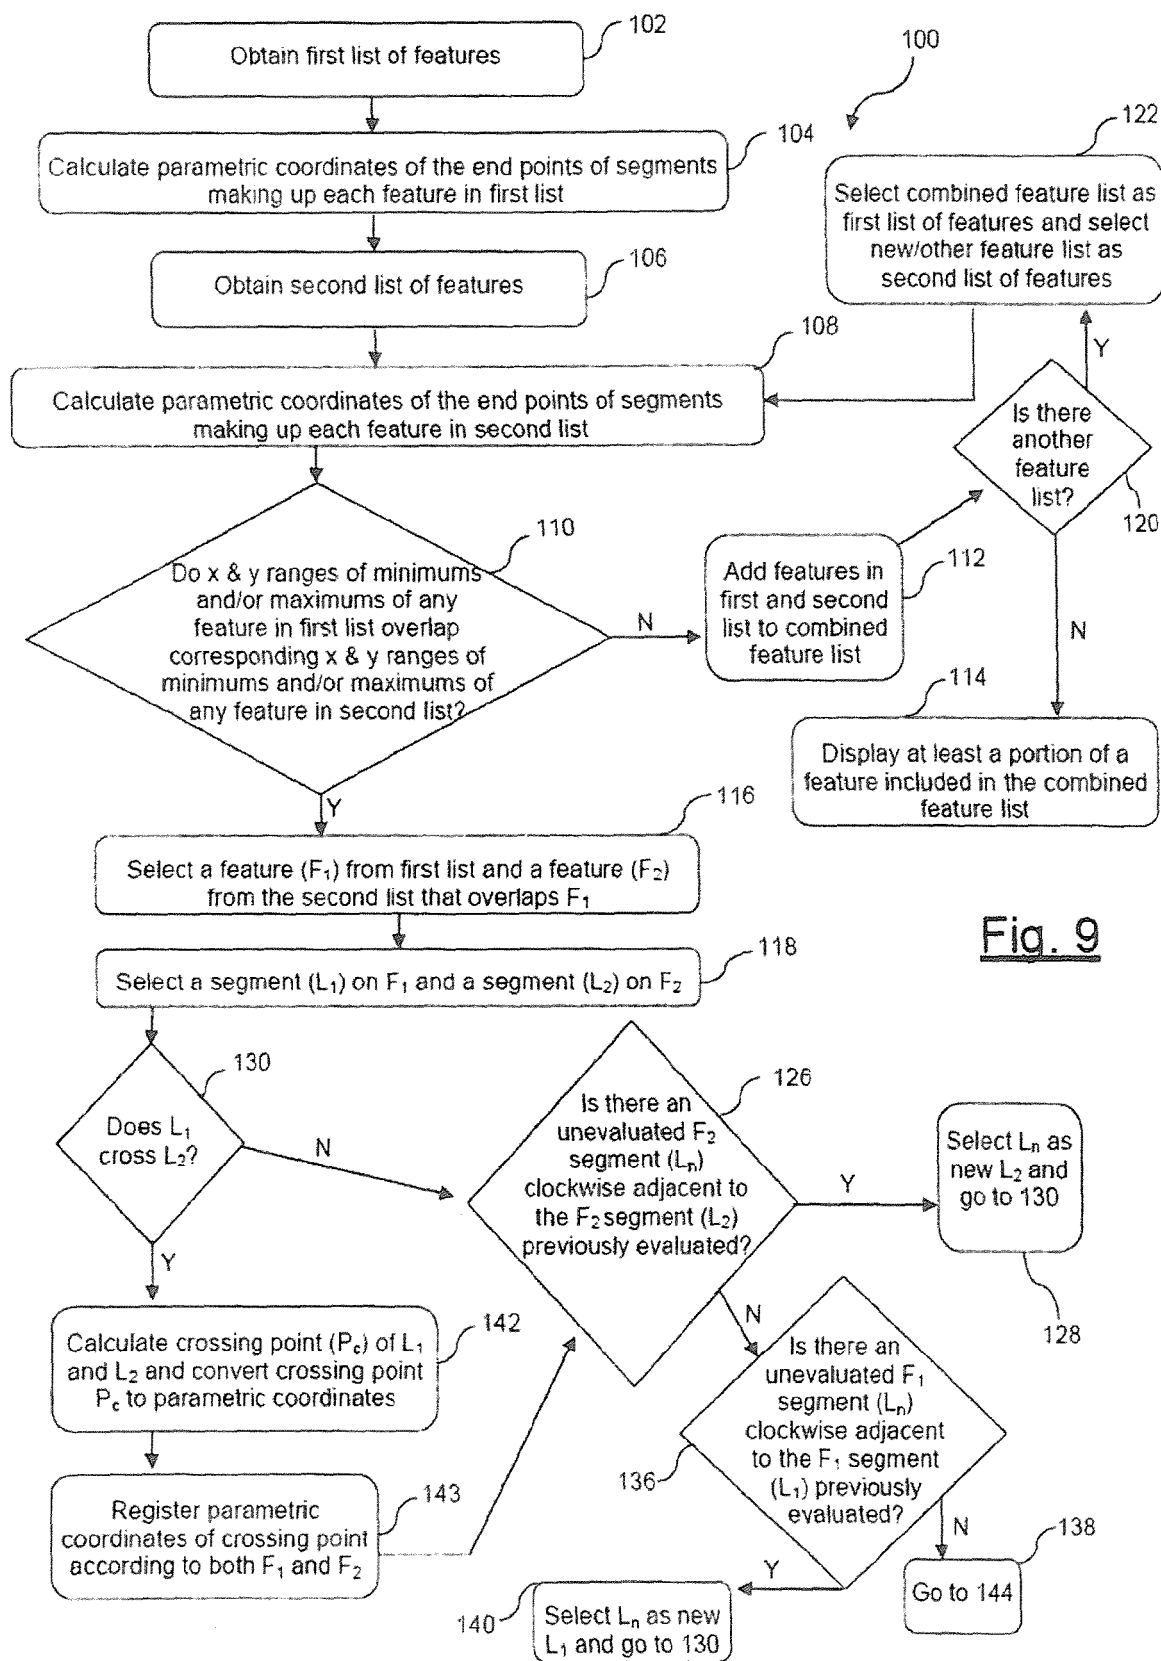 102
Obtain first list of features
100
104
Calculate parametric coordinates of the end points of segments
making up each feature in first list
122
Select combined feature list as
first list of features and select
new/other feature list as
second list of features
106
Obtain second list of features
108
Calculate parametric coordinates of the end points of segments
making up each feature in second list
Y
Is there
another
feature
list?
120
110
Do x & y ranges of minimums
and/or maximums of any
feature in first list overlap
corresponding x & y ranges of
minimums and/or maximums of
any feature in second list?
N
112
Add features in
first and second
list to combined
feature list
N
114
Display at least a portion of a
feature included in the combined
feature list
Y
116
Select a feature (F₁) from first list and a feature (F₂)
from the second list that overlaps F₁
Fig. 9
118
Select a segment (L₁) on F₁ and a segment (L₂) on F₂
130
Does L₁
cross L₂?
N
126
Is there an
unevaluated F₂
segment (Lₙ)
clockwise adjacent to
the F₂ segment (L₂)
previously evaluated?
Y
Select Lₙ as
new L₂ and
go to 130
128
Y
142
Calculate crossing point (P꜀) of L₁
and L₂ and convert crossing point
P꜀ to parametric coordinates
N
Is there an
unevaluated F₁
segment (Lₙ)
clockwise adjacent
to the F₁ segment
(L₁) previously
evaluated?
136
143
Register parametric
coordinates of crossing point
according to both F₁ and F₂
N
138
Go to 144
Y
140
Select Lₙ as new
L₁ and go to 130